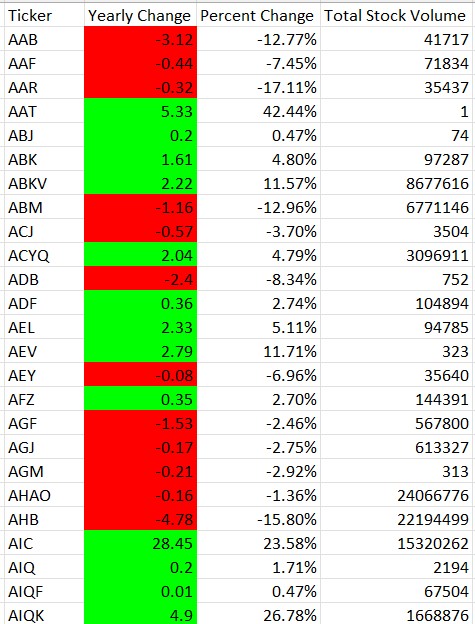 Ticker Yearly Change Percent Change Total Stock Volume
AAB -3.12 -12.77% 41717
AAF -0.44 -7.45% 71834
AAR -0.32 -17.11% 35437
AAT 5.33 42.44% 1
ABJ 0.2 0.47% 74
ABK 1.61 4.80% 97287
ABKV 2.22 11.57% 8677616
ABM -1.16 -12.96% 6771146
ACJ -0.57 -3.70% 3504
ACYQ 2.04 4.79% 3096911
ADB -2.4 -8.34% 752
ADF 0.36 2.74% 104894
AEL 2.33 5.11% 94785
AEV 2.79 11.71% 323
AEY -0.08 -6.96% 35640
AFZ 0.35 2.70% 144391
AGF -1.53 -2.46% 567800
AGJ -0.17 -2.75% 613327
AGM -0.21 -2.92% 313
AHAO -0.16 -1.36% 24066776
AHB -4.78 -15.80% 22194499
AIC 28.45 23.58% 15320262
AIQ 0.2 1.71% 2194
AIQF 0.01 0.47% 67504
AIQK 4.9 26.78% 1668876